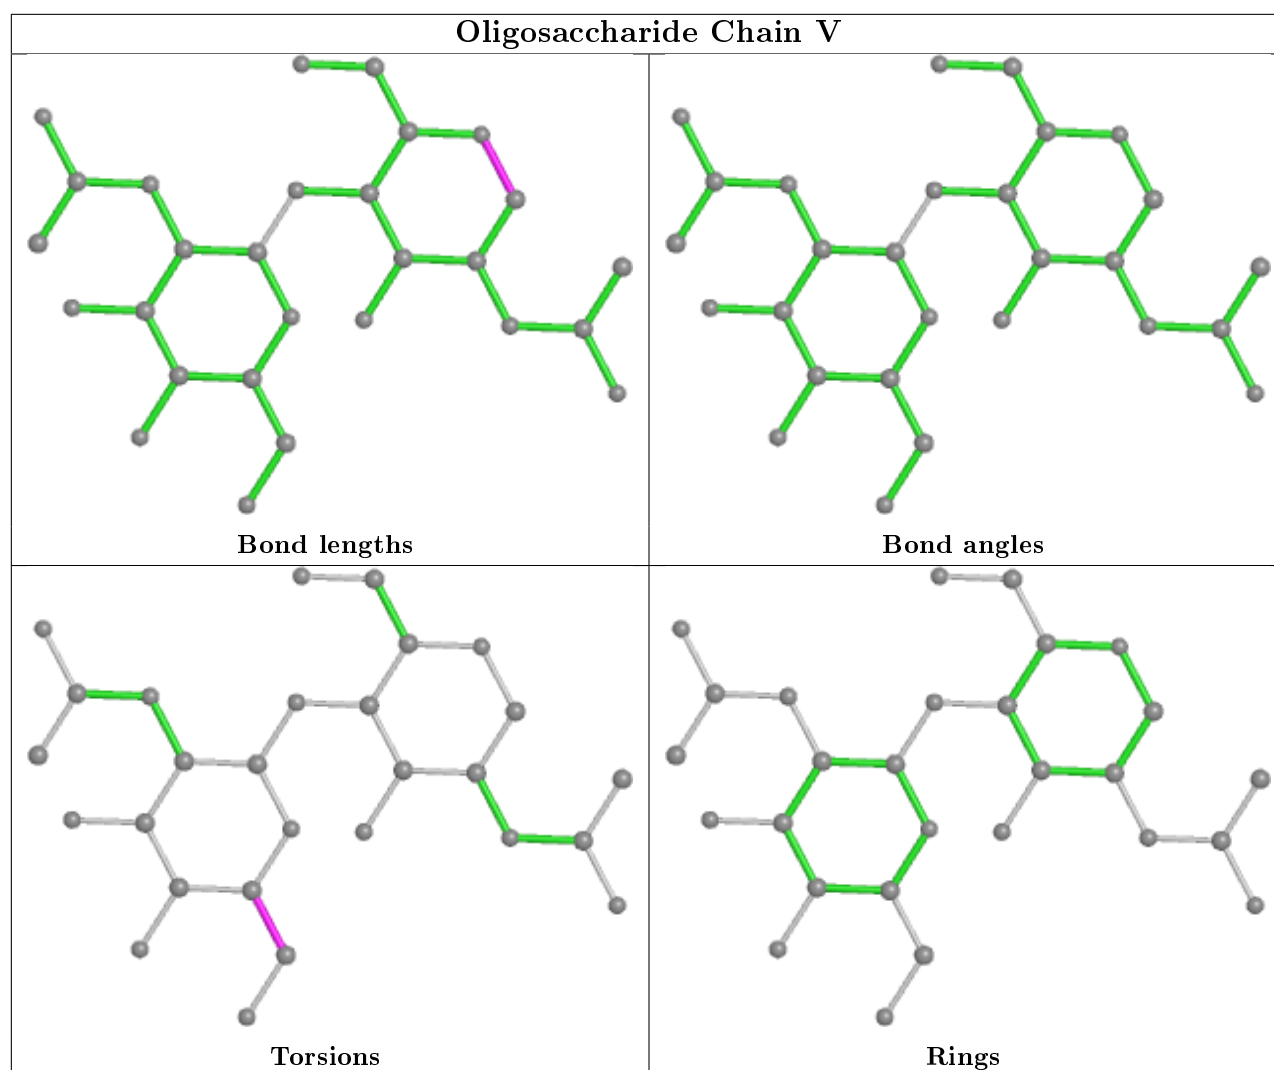 Oligosaccharide Chain V
Bond lengths
Bond angles
Torsions
Rings